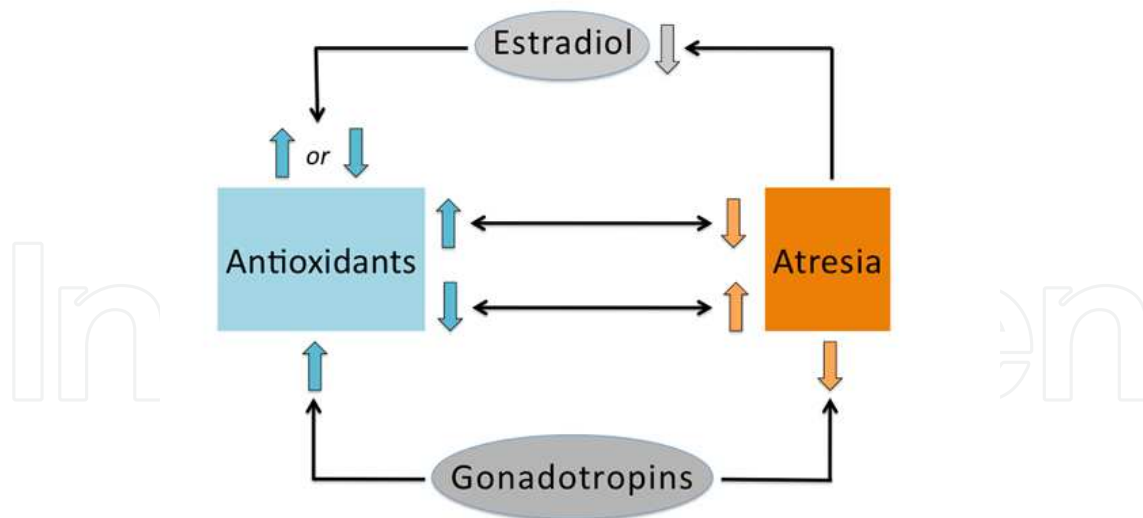 Estradiol
or
Antioxidants
Atresia
Gonadotropins